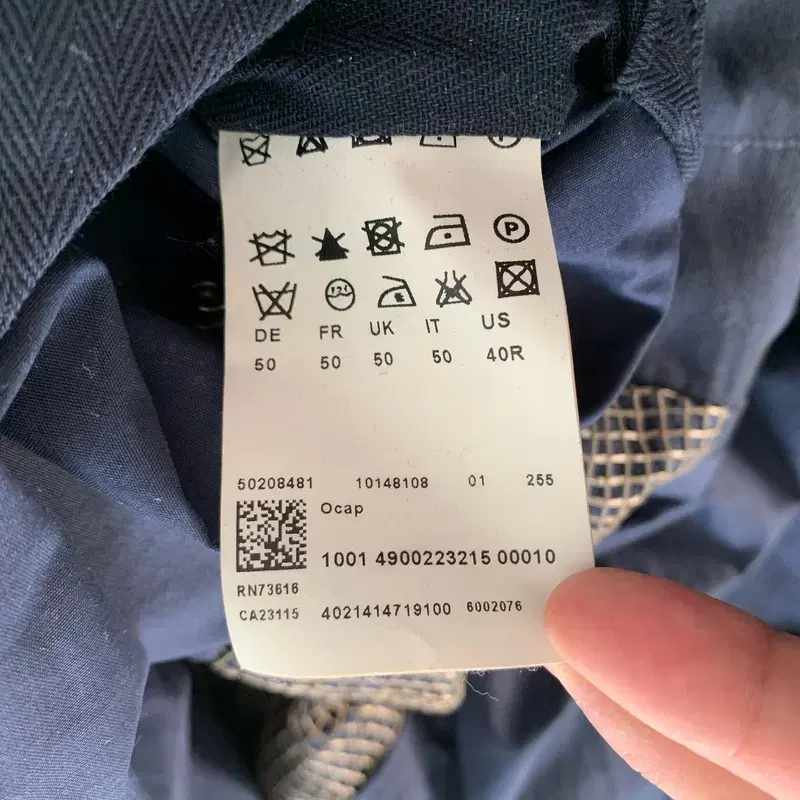 P
DE FR UK IT US
50 50 50 50 40R
50208481 10148108 01 255
Ocap
1001 4900223215 00010
RN73616
CA23115 4021414719100 6002076